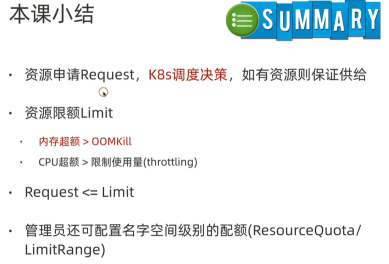 本课小结
SUMMARY
· 资源申请Request，K8s调度决策，如有资源则保证供给
· 资源限额Limit
· 内存超额 > OOMKill
· CPU超额 > 限制使用量(throttling)
· Request <= Limit
· 管理员还可配置名字空间级别的配额(ResourceQuota/
LimitRange)